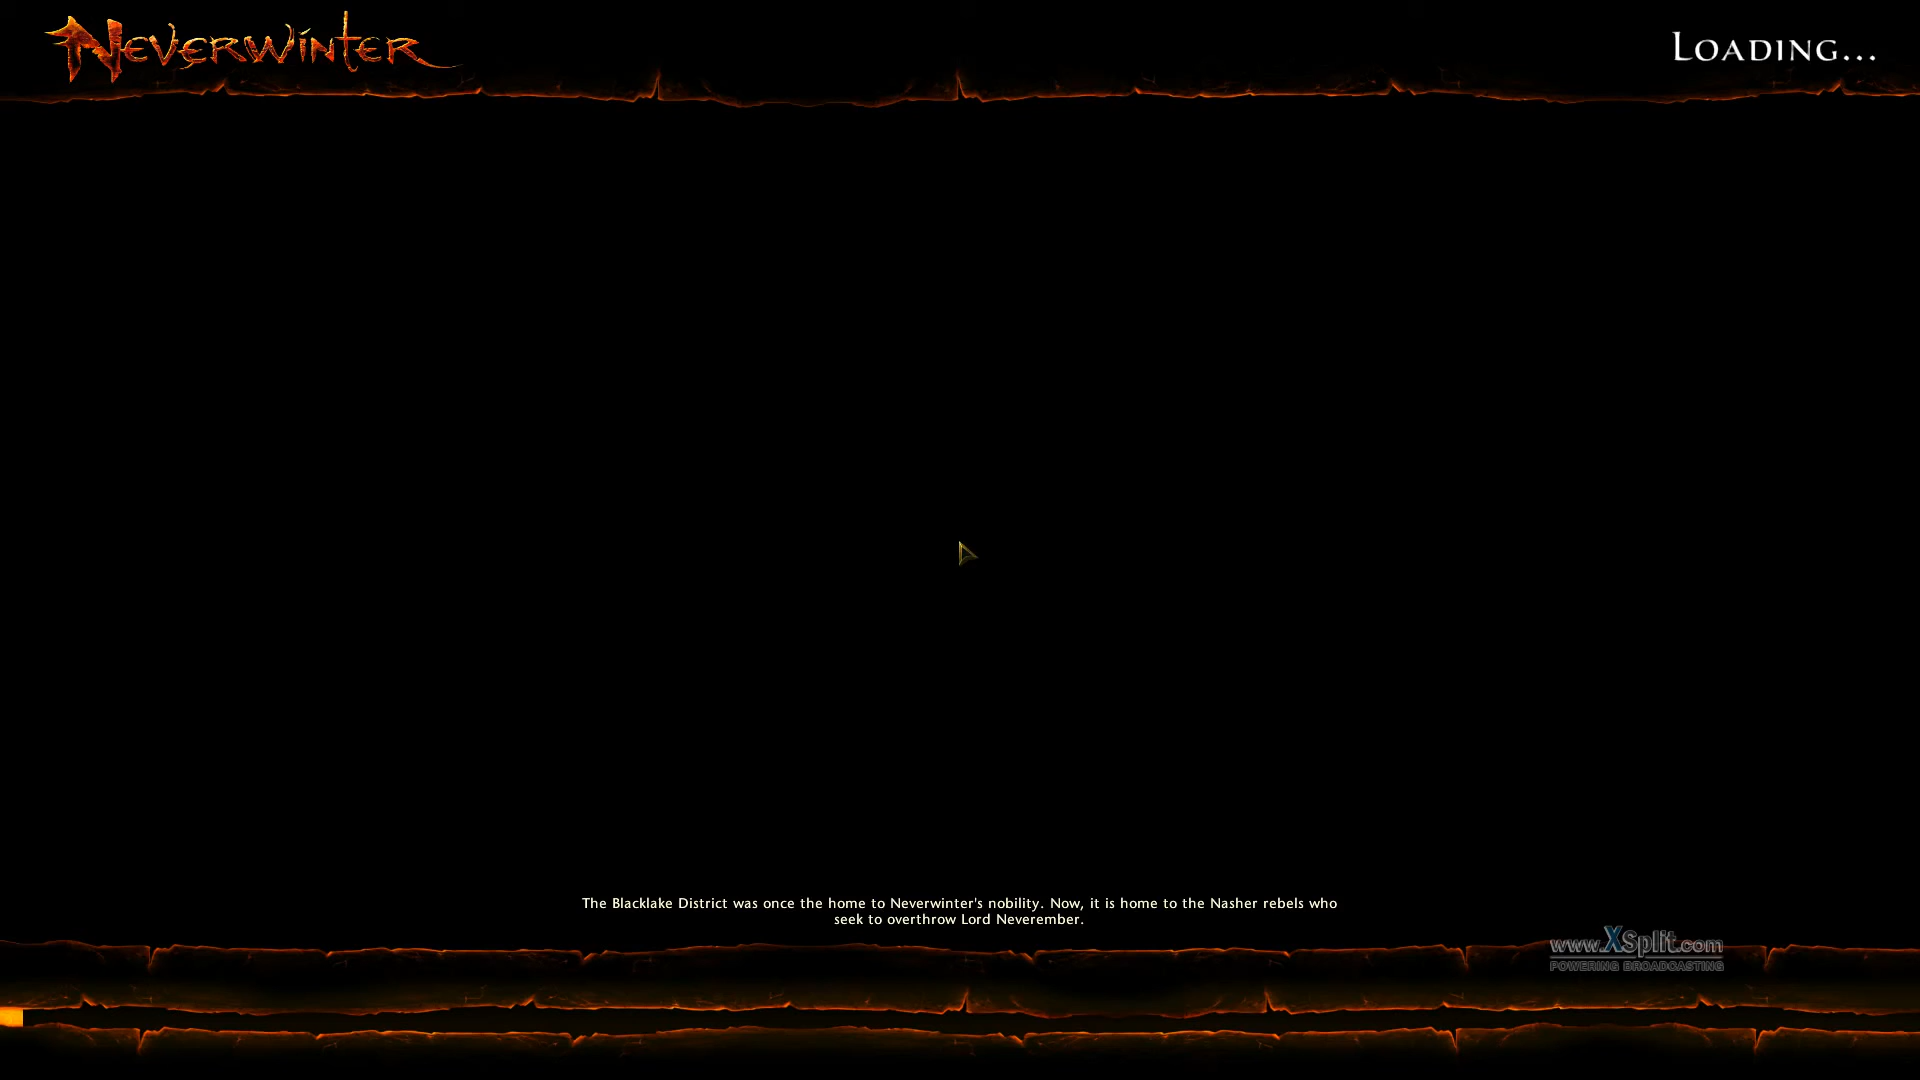 NEVERWINTER
LOADING...
The Blacklake District was once the home to Neverwinter's nobility. Now, it is home to the Nasher rebels who
seek to overthrow Lord Neverember.
www.XSplit.com
POWERING BROADCASTING